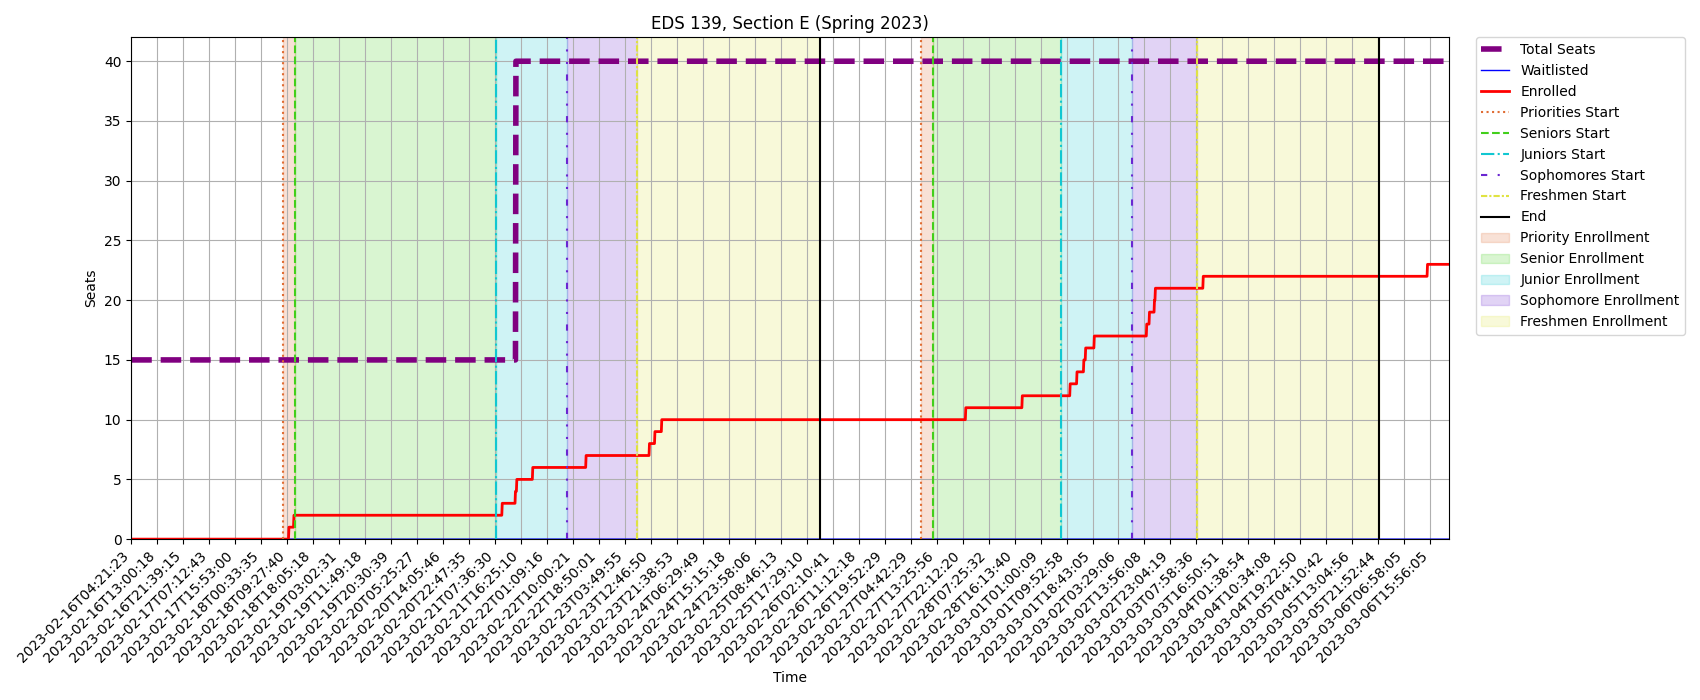 EDS 139, Section E (Spring 2023)
Seats
40
35
30
25
20
15
10
5
0
2023-02-16T04:21:23
2023-02-16T13:00:18
2023-02-16T21:39:15
2023-02-17T07:12:43
2023-02-17T15:53:00
2023-02-18T00:33:35
2023-02-18T09:27:40
2023-02-18T18:05:18
2023-02-19T03:02:31
2023-02-19T11:49:18
2023-02-19T20:30:39
2023-02-20T05:25:27
2023-02-20T14:05:46
2023-02-20T22:47:35
2023-02-21T07:36:30
2023-02-21T16:25:10
2023-02-22T01:09:16
2023-02-22T10:00:21
2023-02-22T18:50:01
2023-02-23T03:49:55
2023-02-23T12:46:50
2023-02-23T21:38:53
2023-02-24T06:29:49
2023-02-24T15:15:18
2023-02-24T23:58:06
2023-02-25T08:46:13
2023-02-25T17:29:10
2023-02-26T02:10:41
2023-02-26T11:12:18
2023-02-26T19:52:29
2023-02-27T04:42:29
2023-02-27T13:25:56
2023-02-27T22:12:20
2023-02-28T07:25:32
2023-02-28T16:13:40
2023-03-01T01:00:09
2023-03-01T09:52:58
2023-03-01T18:43:05
2023-03-02T03:29:06
2023-03-02T13:56:08
2023-03-02T23:04:19
2023-03-03T07:58:36
2023-03-03T16:50:51
2023-03-04T01:38:54
2023-03-04T10:34:08
2023-03-04T19:22:50
2023-03-05T04:10:42
2023-03-05T13:04:56
2023-03-05T21:52:44
2023-03-06T06:58:05
2023-03-06T15:56:05
Time
Total Seats
Waitlisted
Enrolled
Priorities Start
Seniors Start
Juniors Start
Sophomores Start
Freshmen Start
End
Priority Enrollment
Senior Enrollment
Junior Enrollment
Sophomore Enrollment
Freshmen Enrollment